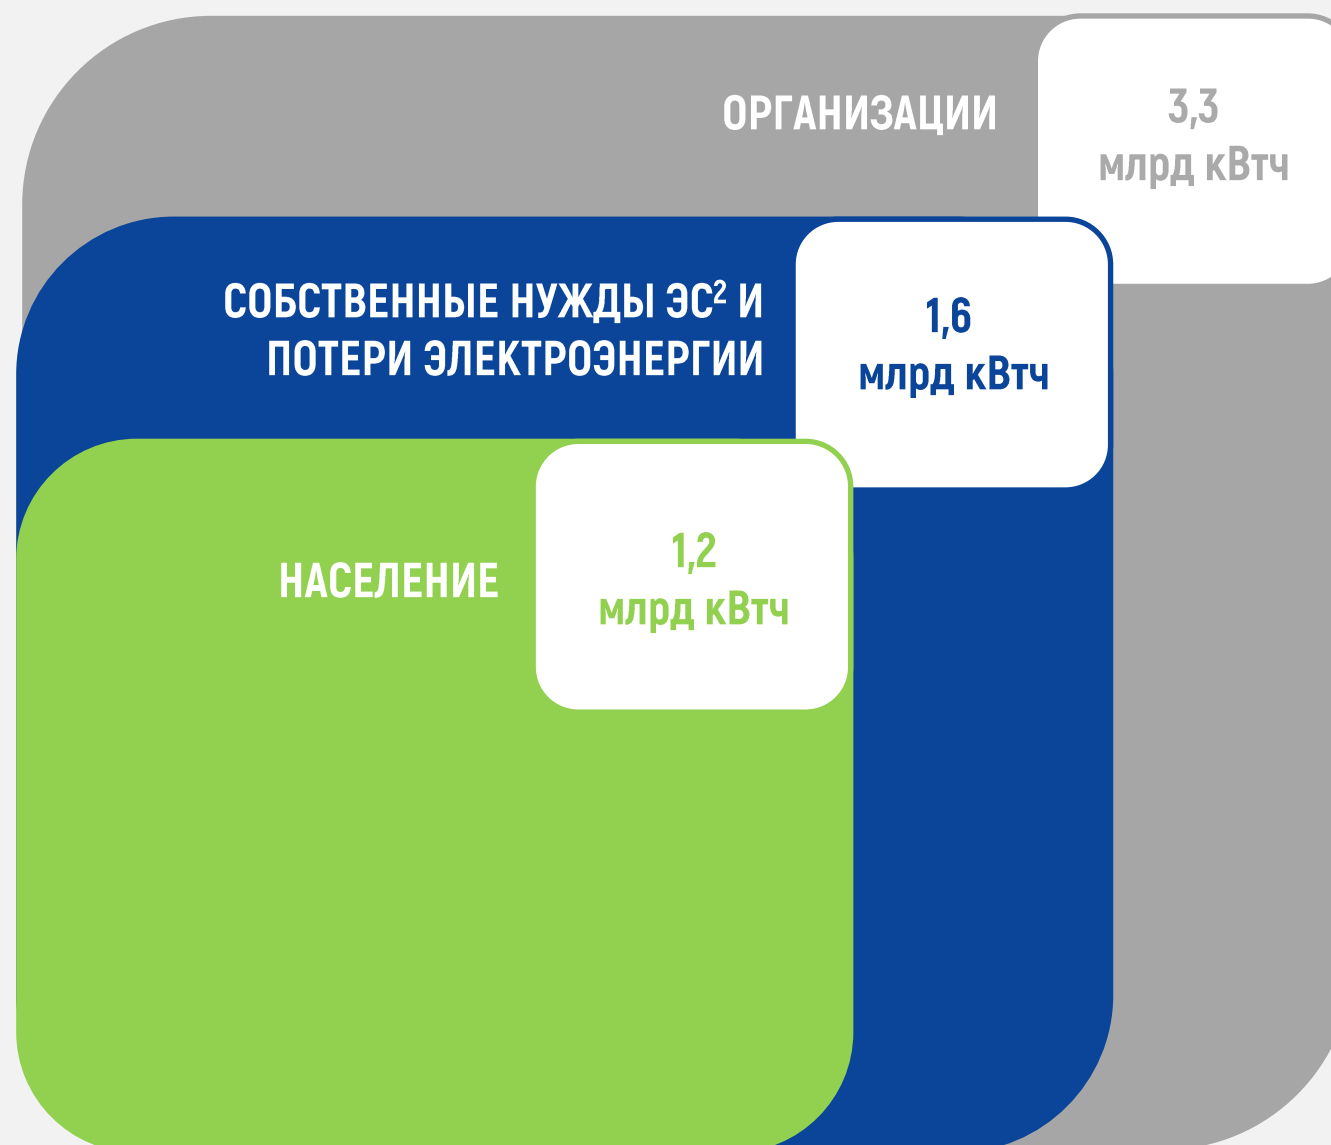 ОРГАНИЗАЦИИ
3,3
млрд кВтч
СОБСТВЕННЫЕ НУЖДЫ ЭС² И
ПОТЕРИ ЭЛЕКТРОЭНЕРГИИ
1,6
млрд кВтч
НАСЕЛЕНИЕ
1,2
млрд кВтч